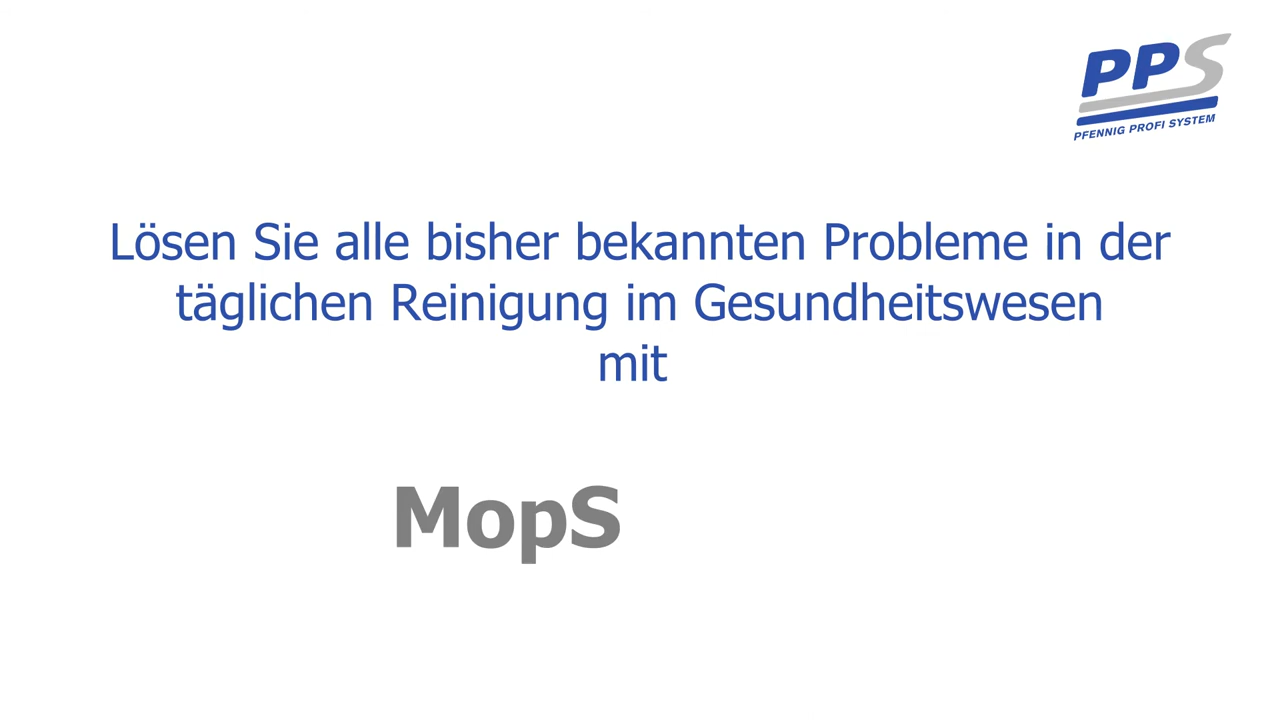 PPS
PFENNIG PROFI SYSTEM
Lösen Sie alle bisher bekannten Probleme in der
täglichen Reinigung im Gesundheitswesen
mit
MopS